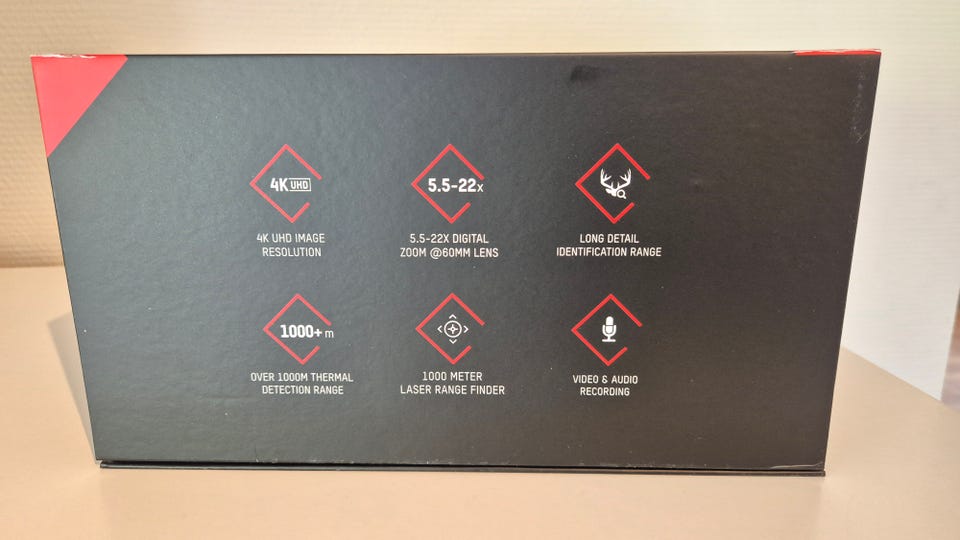 4K UHD
4K UHD IMAGE
RESOLUTION
5.5-22x
5.5-22X DIGITAL
ZOOM @60MM LENS
LONG DETAIL
IDENTIFICATION RANGE
1000+ m
OVER 1000M THERMAL
DETECTION RANGE
1000 METER
LASER RANGE FINDER
VIDEO & AUDIO
RECORDING